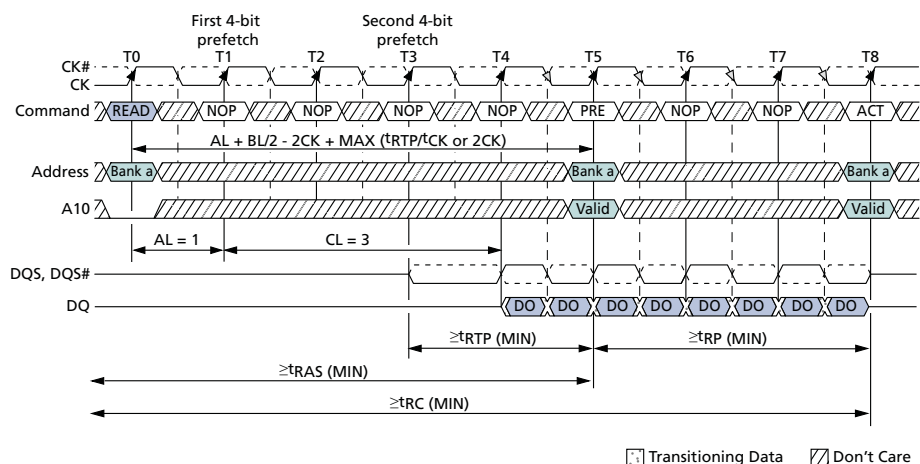 First 4-bit prefetch
Second 4-bit prefetch
T0 T1 T2 T3 T4 T5 T6 T7 T8
CK#
CK
Command READ NOP NOP NOP NOP PRE NOP NOP ACT
AL + BL/2 - 2CK + MAX (tRTP/tCK or 2CK)
Address Bank a Bank a Bank a
A10 Valid Valid
AL = 1 CL = 3
DQS, DQS#
DQ DO DO DO DO DO DO DO DO
≥tRTP (MIN) ≥tRP (MIN)
≥tRAS (MIN)
≥tRC (MIN)
Transitioning Data Don't Care